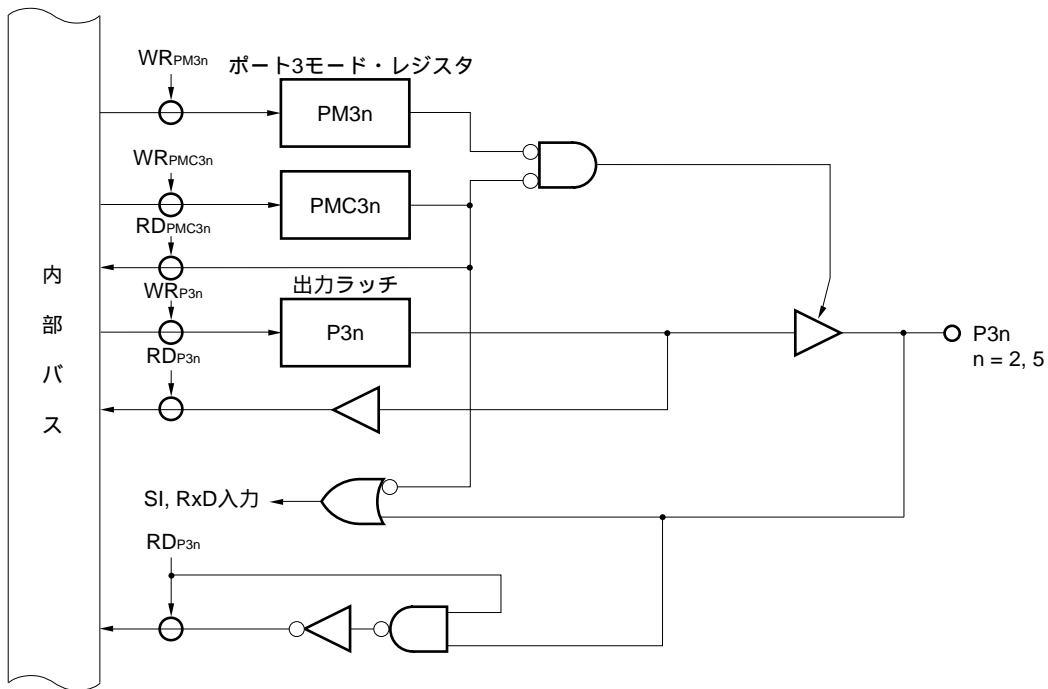 WRPM3n
ポート3モード・レジスタ
PM3n
WRPMC3n
PMC3n
RDPMC3n
内部バス
WRP3n
出力ラッチ
P3n
RDP3n
P3n
n = 2, 5
SI, RxD入力
RDP3n